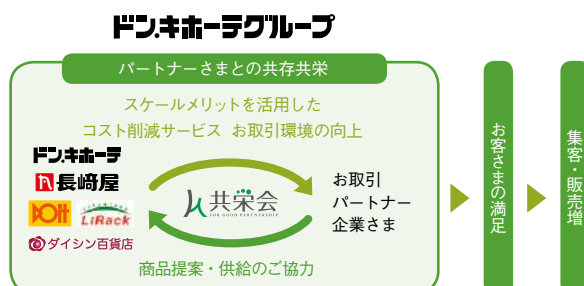 ドン.キホーテグループ
パートナーさまとの共存共栄
スケールメリットを活用した
コスト削減サービス お取引環境の向上
ドン.キホーテ
長崎屋
Doit
LiRack
ダイシン百貨店
共栄会
FOR GOOD PARTNERSHIP
お取引
パートナー
企業さま
商品提案・供給のご協力
お客さまの満足
集客・販売増